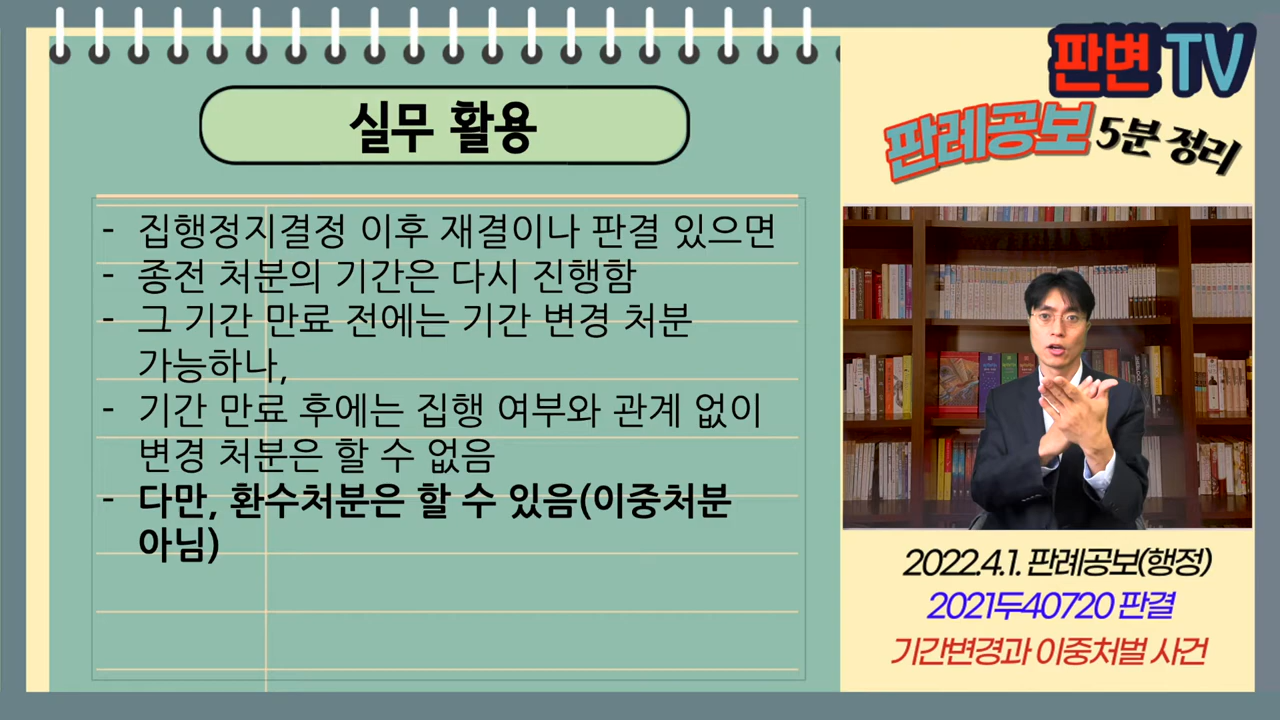 실무 활용
- 집행정지결정 이후 재결이나 판결 있으면
- 종전 처분의 기간은 다시 진행함
- 그 기간 만료 전에는 기간 변경 처분
가능하나,
- 기간 만료 후에는 집행 여부와 관계 없이
변경 처분은 할 수 없음
- 다만, 환수처분은 할 수 있음(이중처분
아님)
판변 TV
판례공보 5분 정리
2022.4.1. 판례공보(행정)
2021두40720 판결
기간변경과 이중처벌 사건